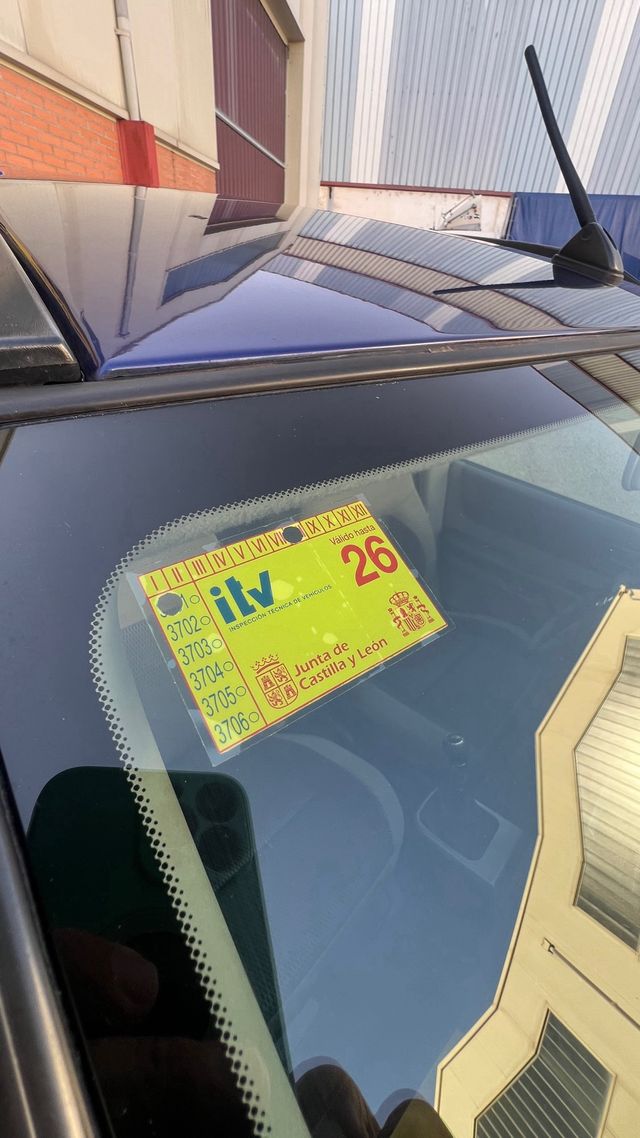 I II III IV V VI VII IX X XI XII
Válido hasta
26
itv
INSPECCIÓN TÉCNICA DE VEHÍCULOS
3702
3703
3704
3705
3706
Junta de
Castilla y León